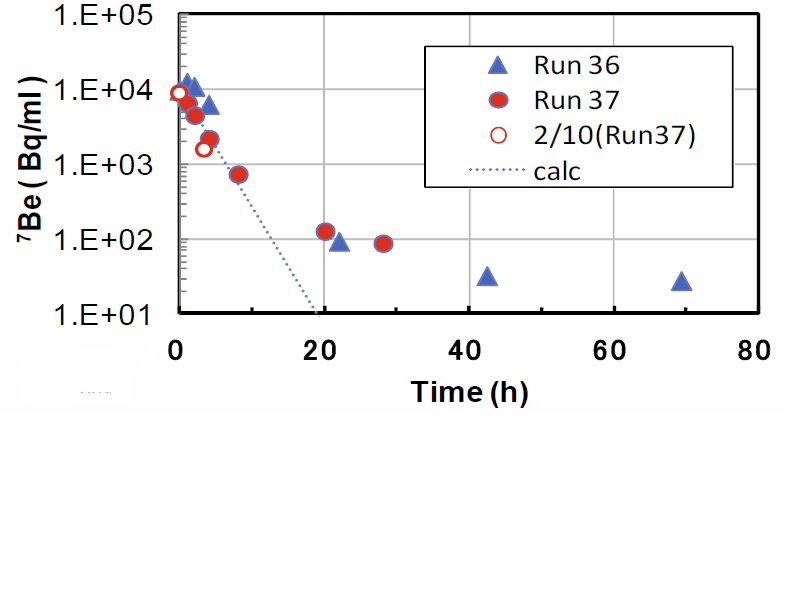 1.E+05
1.E+04
1.E+03
1.E+02
1.E+01
⁷Be ( Bq/ml )
Run 36
Run 37
2/10(Run37)
calc
0 20 40 60 80
Time (h)